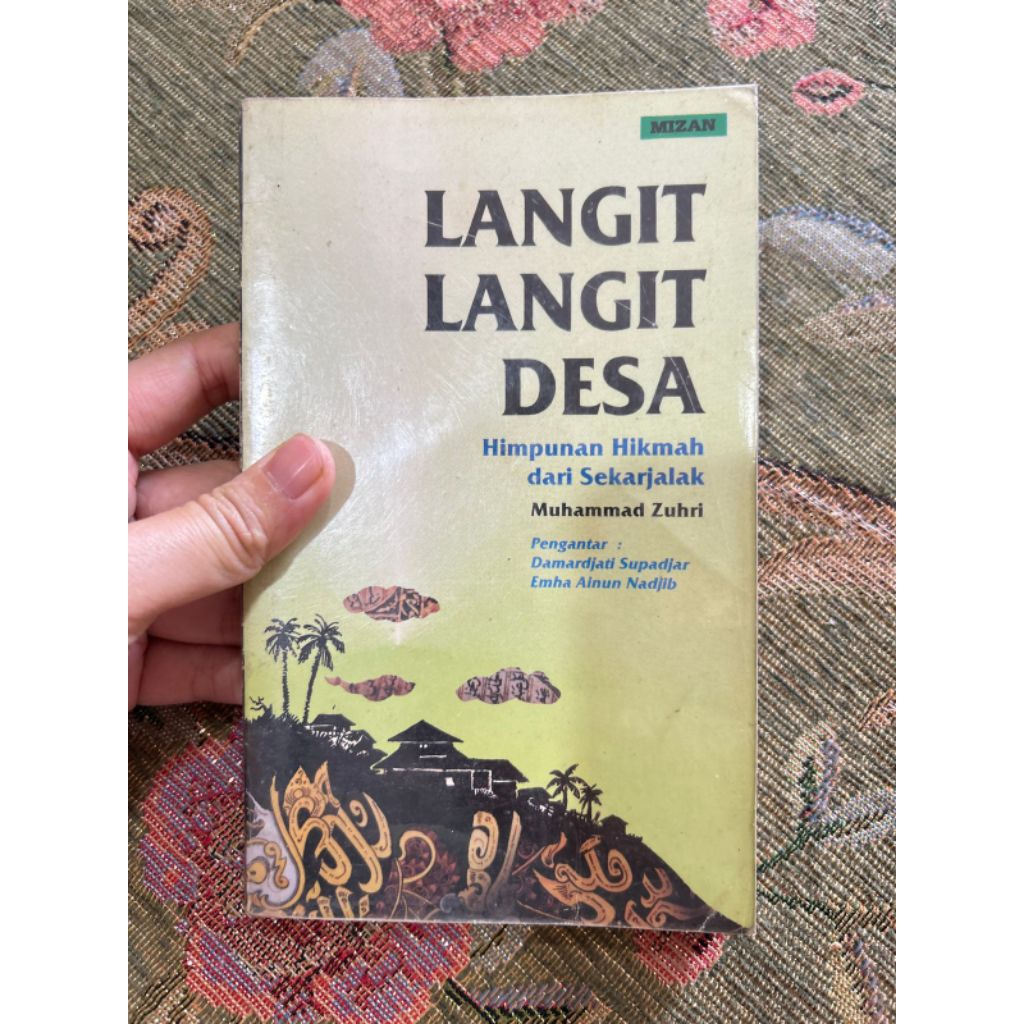 MIZAN
LANGIT
LANGIT
DESA
Himpunan Hikmah
dari Sekarjalak
Muhammad Zuhri
Pengantar :
Damardjati Supadjar
Emha Ainun Nadjib